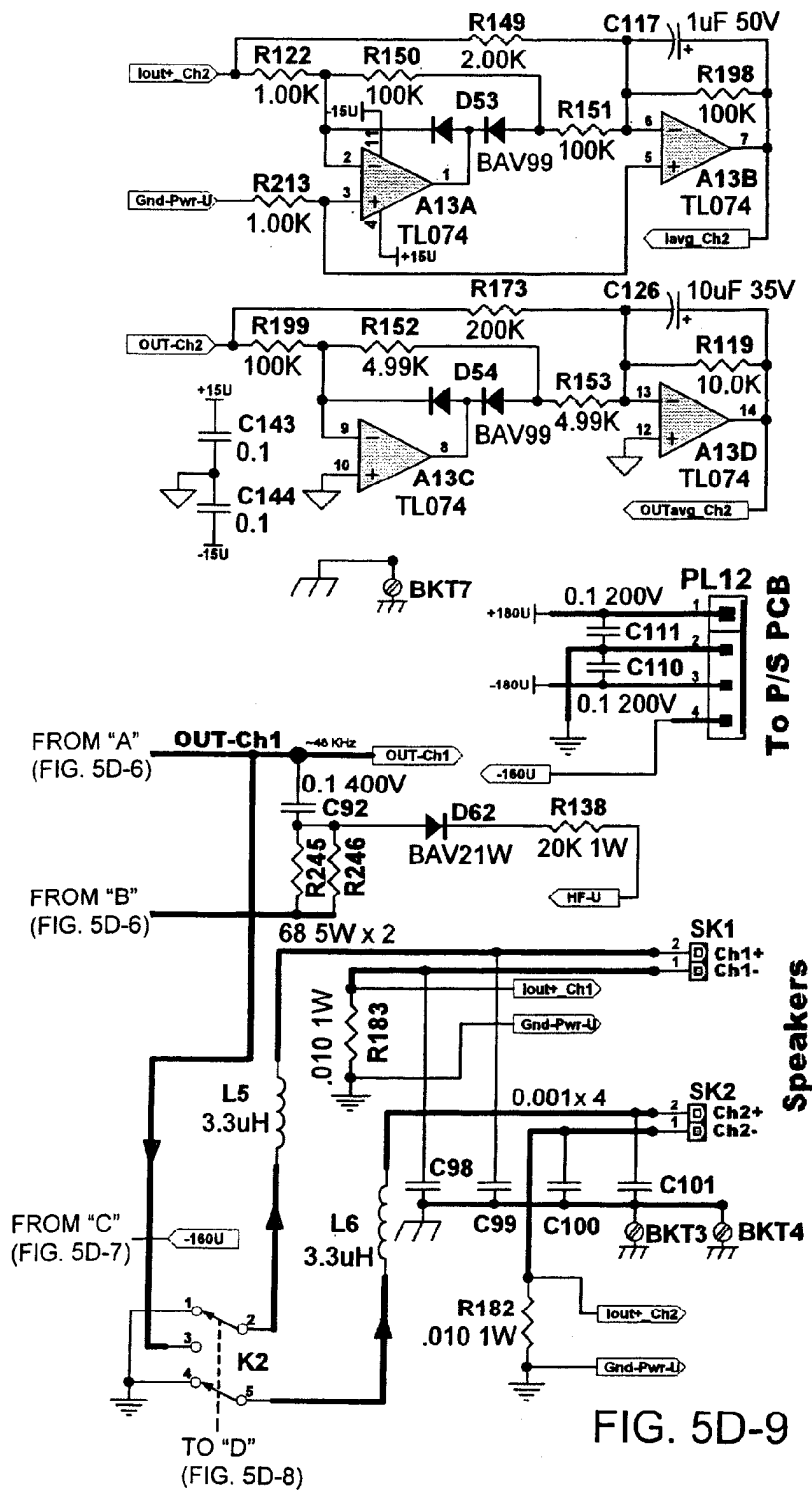 R149
2.00K
C117
1uF 50V
Iout+_Ch2
R122
1.00K
R150
100K
R198
100K
-15U
11
D53
BAV99
R151
100K
2
3
1
4
6
5
7
A13A
TL074
A13B
TL074
Gnd-Pwr-U
R213
1.00K
+15U
Iavg_Ch2
R173
200K
C126
10uF 35V
OUT-Ch2
R199
100K
R152
4.99K
R119
10.0K
D54
BAV99
R153
4.99K
9
10
8
13
12
14
A13C
TL074
A13D
TL074
+15U
C143
0.1
C144
0.1
-15U
OUTavg_Ch2
BKT7
PL12
+180U
0.1 200V
1
C111
2
C110
-180U
3
0.1 200V
4
-160U
To P/S PCB
FROM "A"
(FIG. 5D-6)
OUT-Ch1
~46 KHz
OUT-Ch1
0.1 400V
C92
D62
BAV21W
R138
20K 1W
R245
R246
HF-U
FROM "B"
(FIG. 5D-6)
68 5W x 2
SK1
2
Ch1+
1
Ch1-
Iout+_Ch1
Gnd-Pwr-U
.010 1W
R183
Speakers
L5
3.3uH
0.001 x 4
SK2
2
Ch2+
1
Ch2-
C98
C99
C100
C101
L6
3.3uH
BKT3
BKT4
FROM "C"
(FIG. 5D-7)
-160U
1
2
3
K2
4
5
R182
.010 1W
Iout+_Ch2
Gnd-Pwr-U
TO "D"
(FIG. 5D-8)
FIG. 5D-9